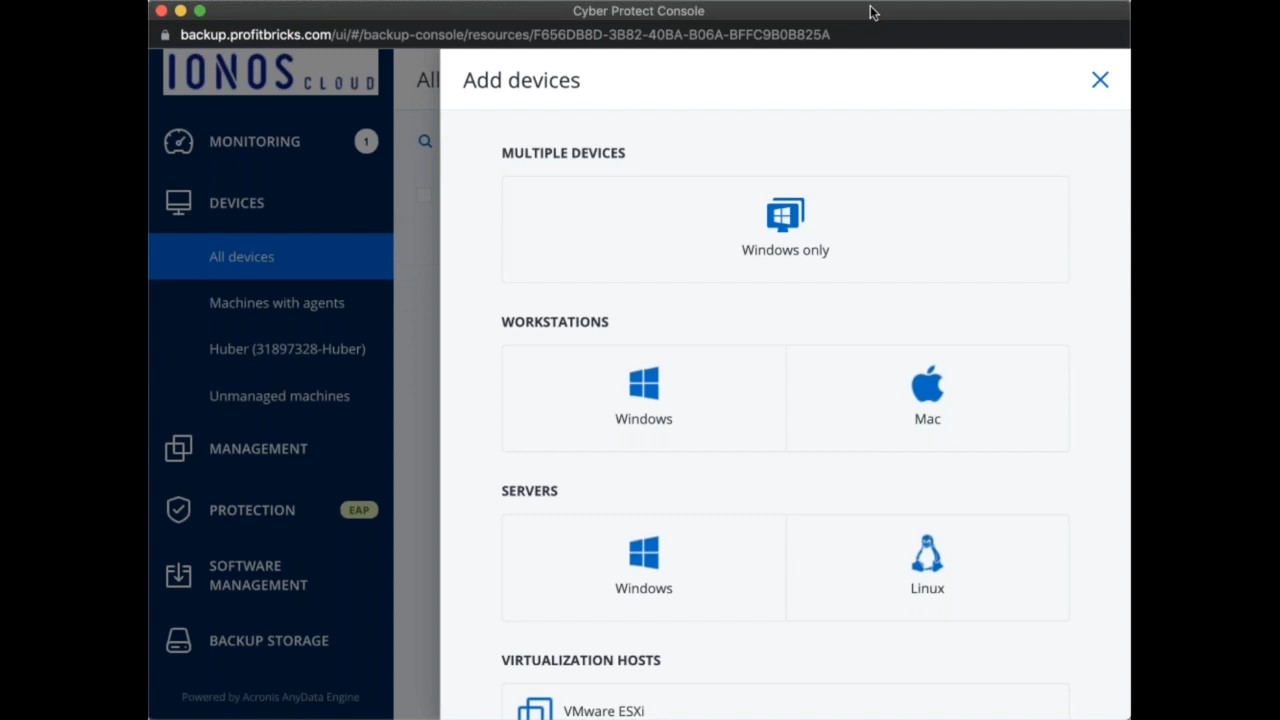 Cyber Protect Console
backup.profitbricks.com/ui/#/backup-console/resources/F656DB8D-3B82-40BA-B06A-BFFC9B0B825A
IONOS CLOUD
All
Add devices
MONITORING 1
DEVICES
All devices
Machines with agents
Huber (31897328-Huber)
Unmanaged machines
MANAGEMENT
PROTECTION EAP
SOFTWARE
MANAGEMENT
BACKUP STORAGE
Powered by Acronis AnyData Engine
MULTIPLE DEVICES
Windows only
WORKSTATIONS
Windows
Mac
SERVERS
Windows
Linux
VIRTUALIZATION HOSTS
VMware ESXi